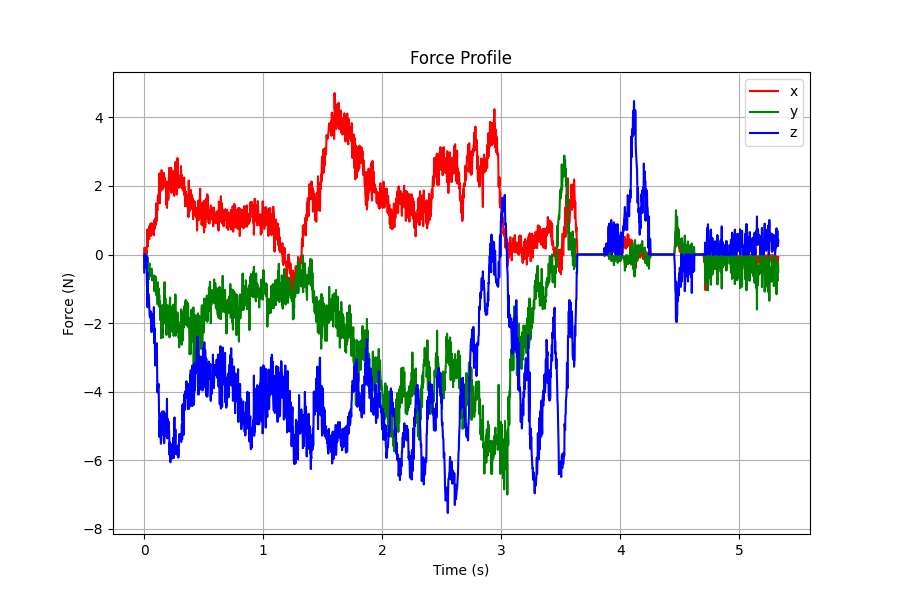 Force Profile
x
y
z
4
2
0
−2
−4
−6
−8
Force (N)
0 1 2 3 4 5
Time (s)